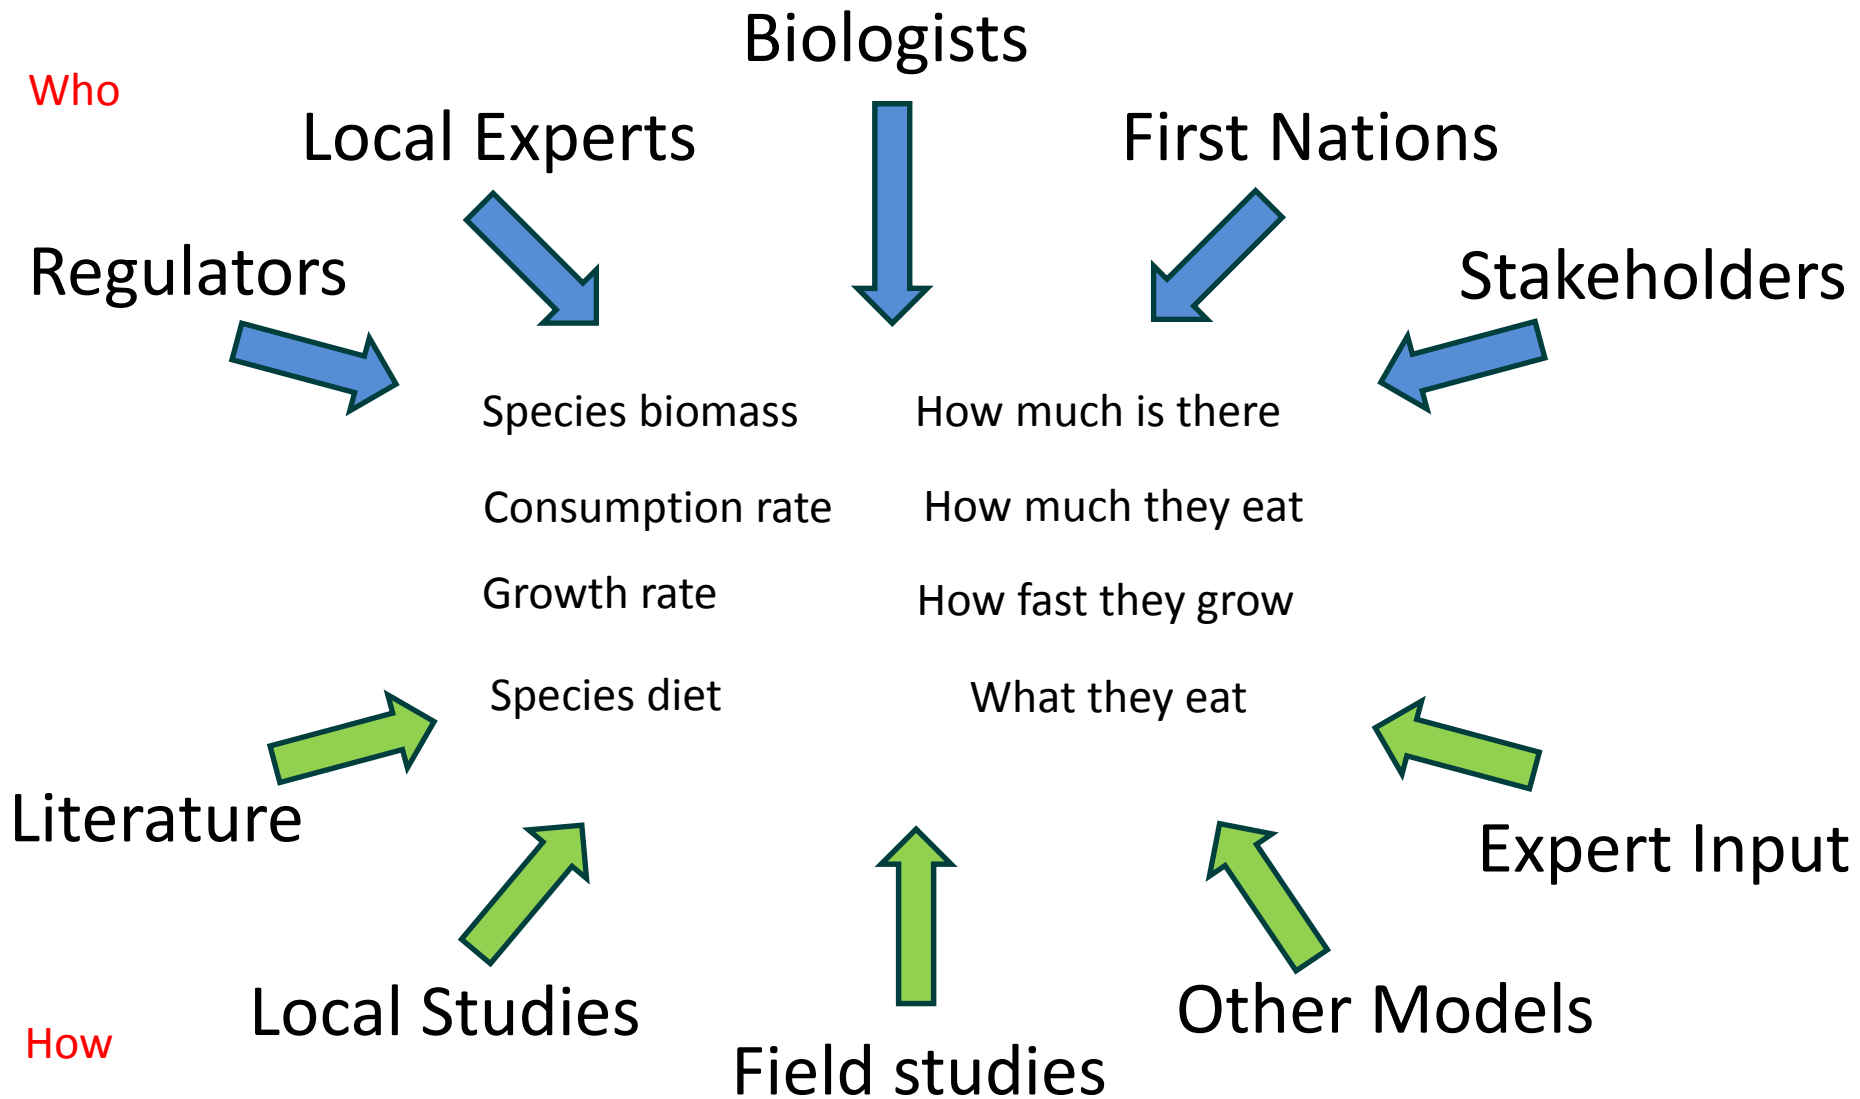 Biologists
Who
Local Experts
First Nations
Regulators
Stakeholders
Species biomass
How much is there
Consumption rate
How much they eat
Growth rate
How fast they grow
Species diet
What they eat
Literature
Expert Input
Local Studies
Other Models
How
Field studies